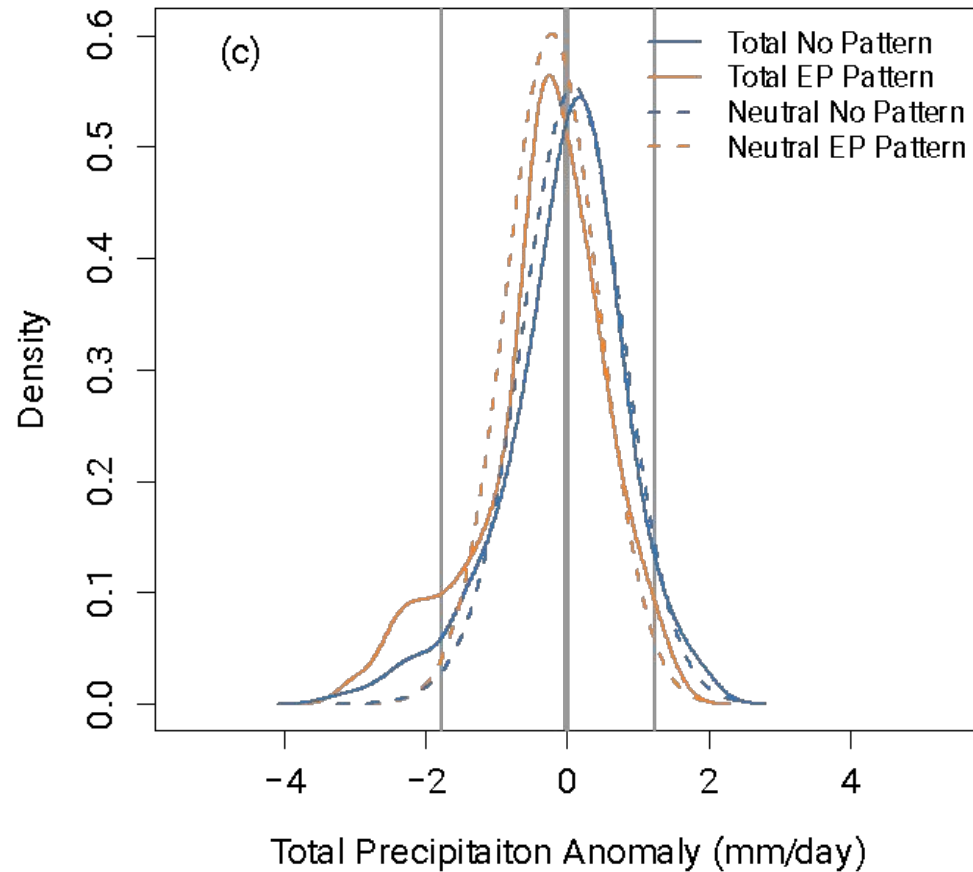 (c)
Total No Pattern
Total EP Pattern
Neutral No Pattern
Neutral EP Pattern
0.6
0.5
0.4
0.3
0.2
0.1
0.0
Density
−4 −2 0 2 4
Total Precipitaiton Anomaly (mm/day)